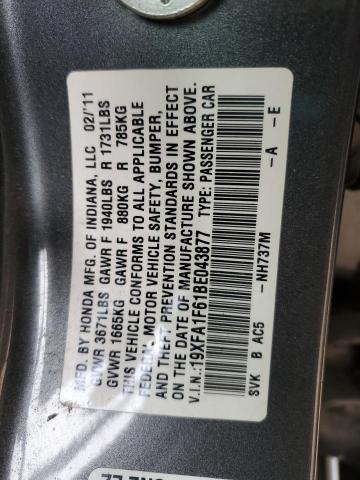 MFD. BY HONDA MFG. OF INDIANA, LLC 02/'11
GVWR 3671LBS GAWR F 1940LBS R 1731LBS
GVWR 1665KG GAWR F 880KG R 785KG
THIS VEHICLE CONFORMS TO ALL APPLICABLE
FEDERAL MOTOR VEHICLE SAFETY, BUMPER,
AND THEFT PREVENTION STANDARDS IN EFFECT
ON THE DATE OF MANUFACTURE SHOWN ABOVE.
V.I.N.:19XFA1F61BE043877 TYPE: PASSENGER CAR
-NH737M -A -E
SVK B AC5